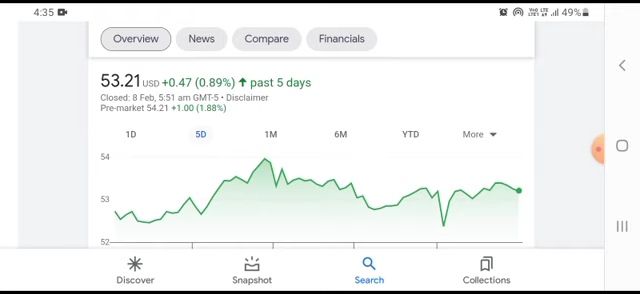 4:35 49%
Overview News Compare Financials
53.21 USD +0.47 (0.89%) ↑ past 5 days
Closed: 8 Feb, 5:51 am GMT-5 • Disclaimer
Pre-market 54.21 +1.00 (1.88%)
1D 5D 1M 6M YTD More
54
53
52
Discover Snapshot Search Collections